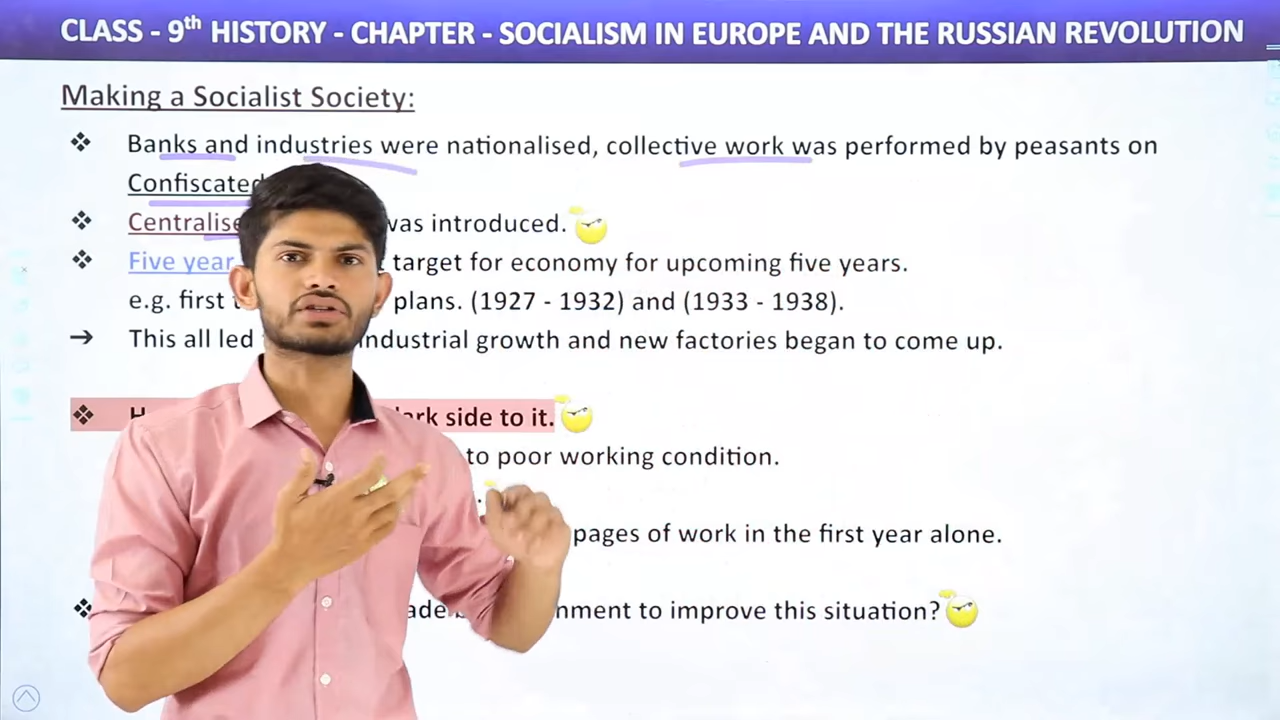 CLASS - 9th HISTORY - CHAPTER - SOCIALISM IN EUROPE AND THE RUSSIAN REVOLUTION
Making a Socialist Society:
❖ Banks and industries were nationalised, collective work was performed by peasants on
Confiscated
❖ Centralise was introduced.
❖ Five year target for economy for upcoming five years.
e.g. first plans. (1927 - 1932) and (1933 - 1938).
→ This all led industrial growth and new factories began to come up.
❖ dark side to it.
to poor working condition.
pages of work in the first year alone.
❖ to improve this situation?